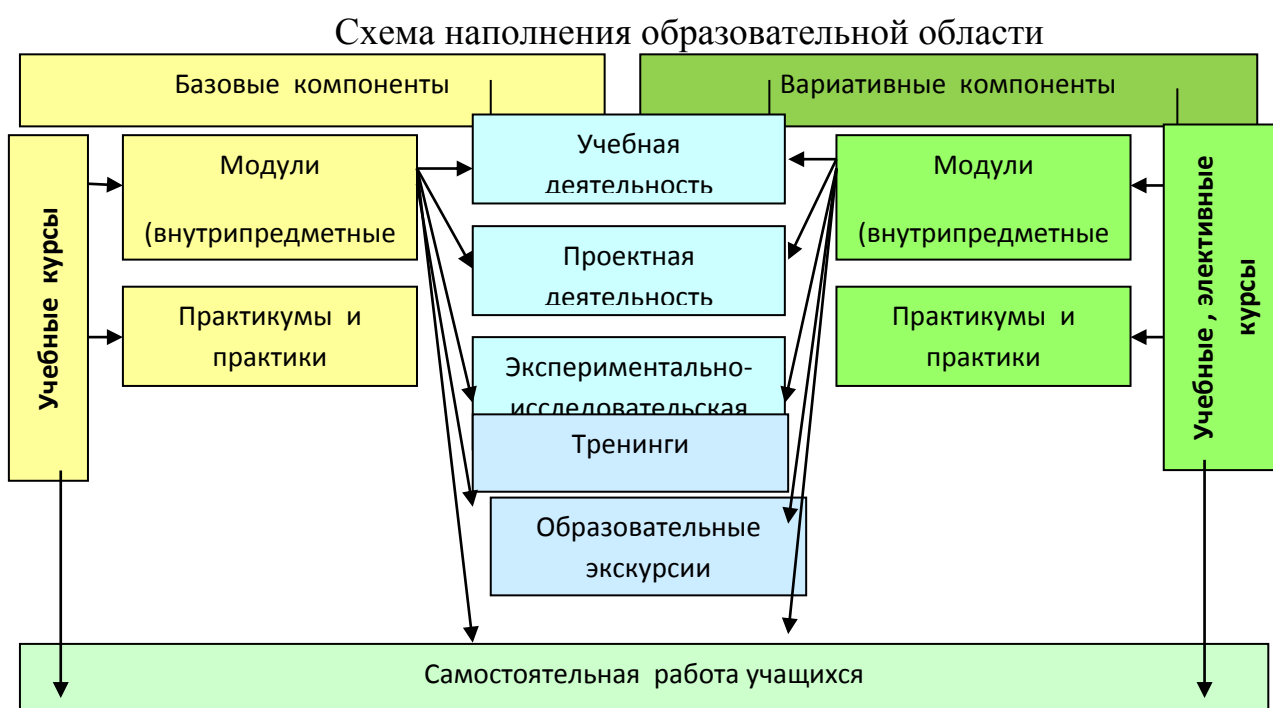 Схема наполнения образовательной области
Базовые компоненты
Вариативные компоненты
Учебные курсы
Модули
(внутрипредметные
Практикумы и
практики
Учебная
деятельность
Проектная
деятельность
Экспериментально-
исследовательская
Тренинги
Образовательные
экскурсии
Модули
(внутрипредметные
Практикумы и
практики
Учебные , элективные
курсы
Самостоятельная работа учащихся